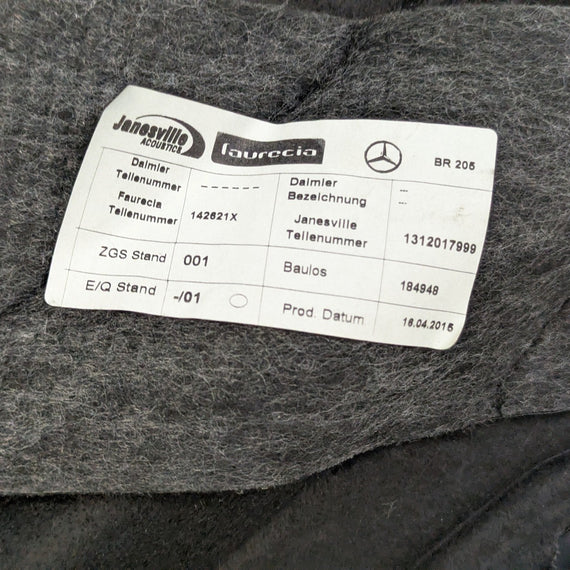 Janesville
ACOUSTICS
faurecia
BR 205
Daimler
Teilenummer
------
Daimler
Bezeichnung
--
--
Faurecia
Teilenummer
142621X
Janesville
Teilenummer
1312017999
ZGS Stand
001
Baulos
184948
E/Q Stand
-/01
Prod. Datum
16.04.2015